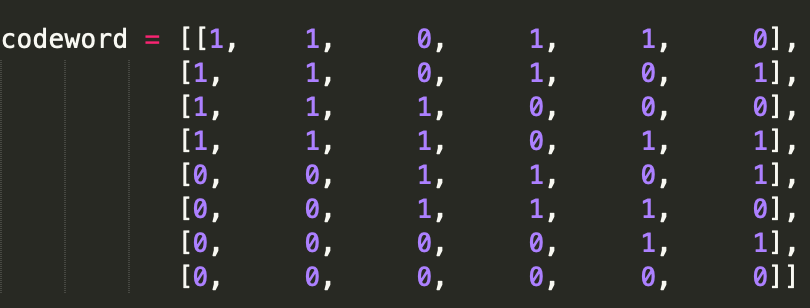 codeword = [[1, 1, 0, 1, 1, 0],
[1, 1, 0, 1, 0, 1],
[1, 1, 1, 0, 0, 0],
[1, 1, 1, 0, 1, 1],
[0, 0, 1, 1, 0, 1],
[0, 0, 1, 1, 1, 0],
[0, 0, 0, 0, 1, 1],
[0, 0, 0, 0, 0, 0]]